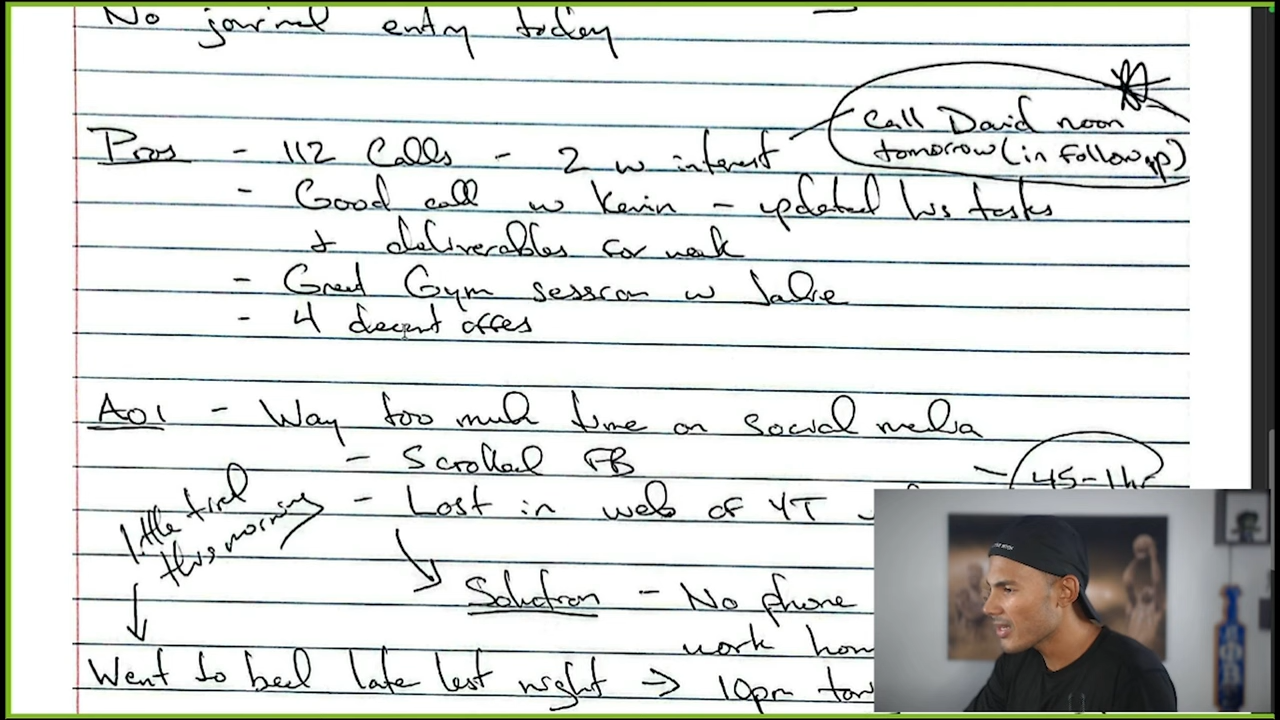 No journal entry today
Call David noon
tomorrow (in follow up)
Pros - 112 Calls - 2 w interest
- Good call w Kevin - updated his tasks
+ deliverables for week
- Great Gym session w Jake
- 4 decent offers
AOI - Way too much time on social media
- Scrolled FB
45-1hr
- Lost in web of YT
little tired
this morning
Solution - No phone
work
Went to bed late last night → 10pm